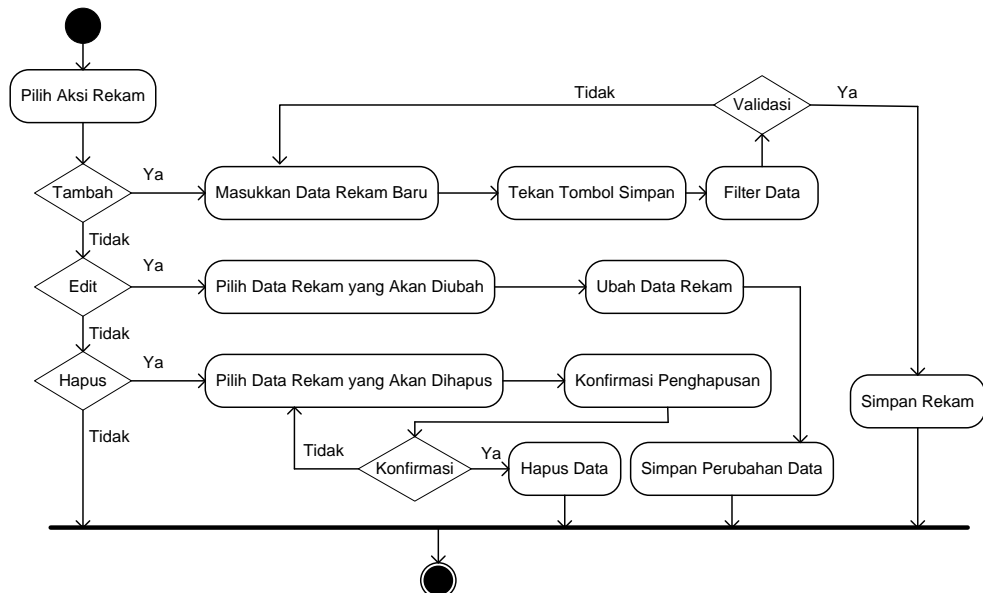 Pilih Aksi Rekam
Tidak
Validasi
Ya
Tambah
Ya
Masukkan Data Rekam Baru
Tekan Tombol Simpan
Filter Data
Tidak
Edit
Ya
Pilih Data Rekam yang Akan Diubah
Ubah Data Rekam
Tidak
Hapus
Ya
Pilih Data Rekam yang Akan Dihapus
Konfirmasi Penghapusan
Simpan Rekam
Tidak
Tidak
Konfirmasi
Ya
Hapus Data
Simpan Perubahan Data